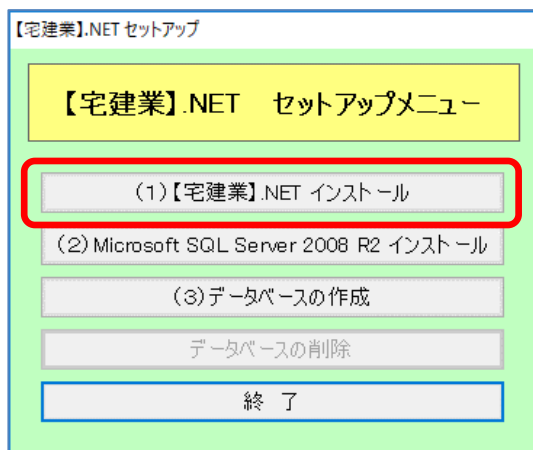 【宅建業】.NET セットアップ
【宅建業】.NET セットアップメニュー
(1)【宅建業】.NET インストール
(2)Microsoft SQL Server 2008 R2 インストール
(3)データベースの作成
データベースの削除
終 了